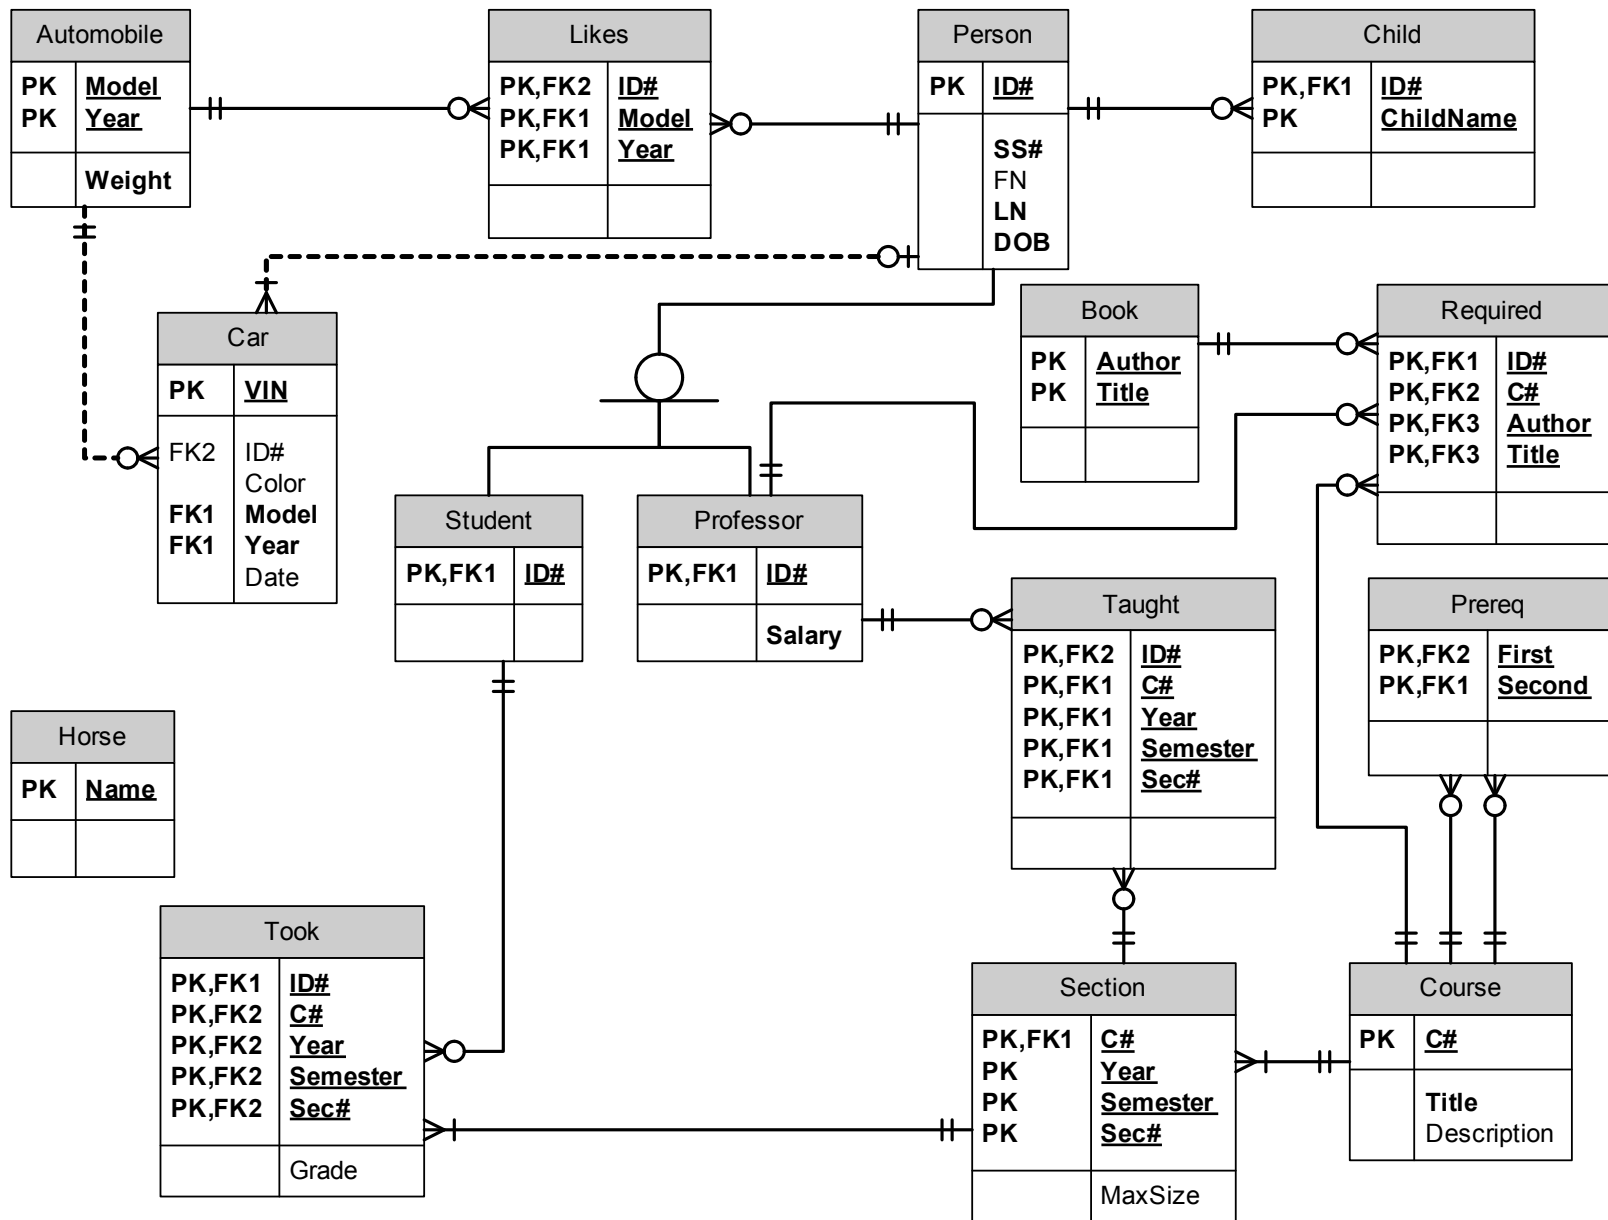 Automobile
PK Model
PK Year
Weight
Likes
PK,FK2 ID#
PK,FK1 Model
PK,FK1 Year
Person
PK ID#
SS#
FN
LN
DOB
Child
PK,FK1 ID#
PK ChildName
Car
PK VIN
FK2 ID#
Color
FK1 Model
FK1 Year
Date
Book
PK Author
PK Title
Required
PK,FK1 ID#
PK,FK2 C#
PK,FK3 Author
PK,FK3 Title
Student
PK,FK1 ID#
Professor
PK,FK1 ID#
Salary
Taught
PK,FK2 ID#
PK,FK1 C#
PK,FK1 Year
PK,FK1 Semester
PK,FK1 Sec#
Prereq
PK,FK2 First
PK,FK1 Second
Horse
PK Name
Took
PK,FK1 ID#
PK,FK2 C#
PK,FK2 Year
PK,FK2 Semester
PK,FK2 Sec#
Grade
Section
PK,FK1 C#
PK Year
PK Semester
PK Sec#
MaxSize
Course
PK C#
Title
Description